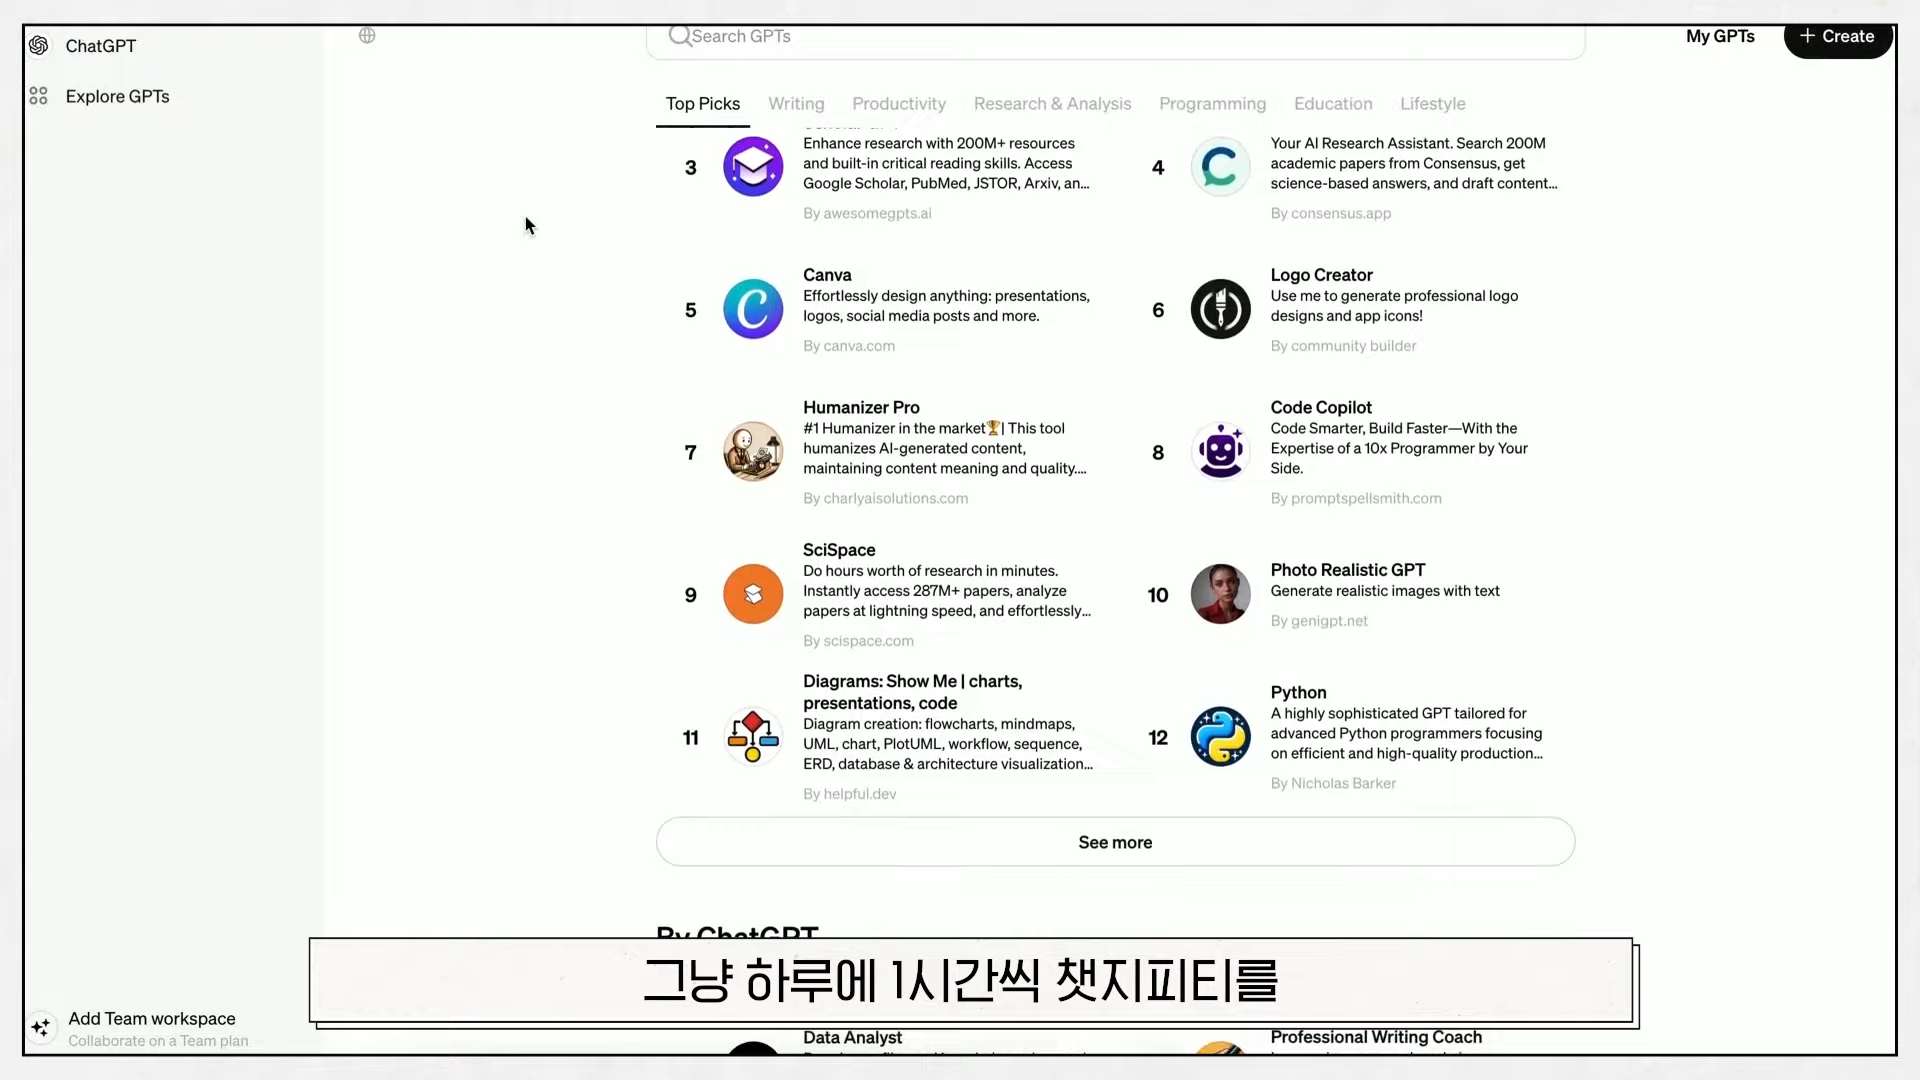 ChatGPT
Explore GPTs
Search GPTs
My GPTs
+ Create
Top Picks
Writing
Productivity
Research & Analysis
Programming
Education
Lifestyle
3
Enhance research with 200M+ resources
and built-in critical reading skills. Access
Google Scholar, PubMed, JSTOR, Arxiv, an...
By awesomegpts.ai
4
Your AI Research Assistant. Search 200M
academic papers from Consensus, get
science-based answers, and draft content...
By consensus.app
5
Canva
Effortlessly design anything: presentations,
logos, social media posts and more.
By canva.com
6
Logo Creator
Use me to generate professional logo
designs and app icons!
By community builder
7
Humanizer Pro
#1 Humanizer in the market🏆| This tool
humanizes AI-generated content,
maintaining content meaning and quality....
By charlyaisolutions.com
8
Code Copilot
Code Smarter, Build Faster—With the
Expertise of a 10x Programmer by Your
Side.
By promptspellsmith.com
9
SciSpace
Do hours worth of research in minutes.
Instantly access 287M+ papers, analyze
papers at lightning speed, and effortlessly...
By scispace.com
10
Photo Realistic GPT
Generate realistic images with text
By genigpt.net
11
Diagrams: Show Me | charts,
presentations, code
Diagram creation: flowcharts, mindmaps,
UML, chart, PlotUML, workflow, sequence,
ERD, database & architecture visualization...
By helpful.dev
12
Python
A highly sophisticated GPT tailored for
advanced Python programmers focusing
on efficient and high-quality production...
By Nicholas Barker
See more
By ChatGPT
그냥 하루에 1시간씩 챗지피티를
Data Analyst
Professional Writing Coach
Add Team workspace
Collaborate on a Team plan